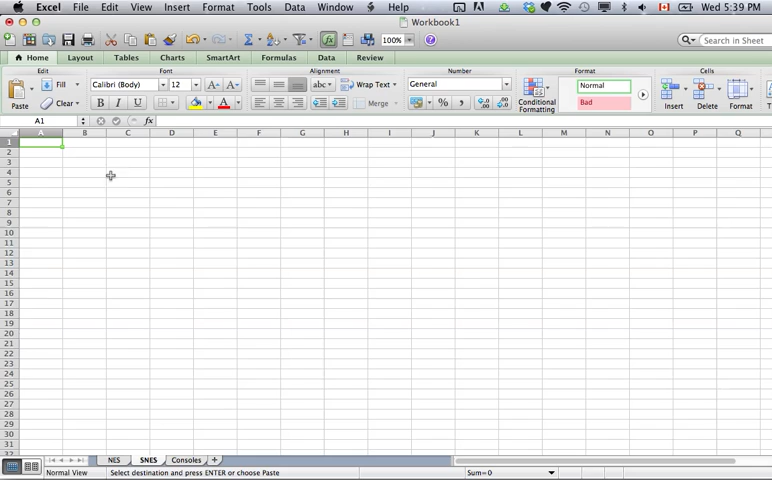 Excel File Edit View Insert Format Tools Data Window Help Wed 5:39 PM
Workbook1
100% Search in Sheet
Home Layout Tables Charts SmartArt Formulas Data Review
Edit Font Alignment Number Format Cells
Fill Calibri (Body) 12 abc Wrap Text General Normal
Paste Clear B I U A Merge % Conditional Formatting Bad Insert Delete Format
A1 fx
A B C D E F G H I J K L M N O P Q
1
2
3
4
5
6
7
8
9
10
11
12
13
14
15
16
17
18
19
20
21
22
23
24
25
26
27
28
29
30
31
32
NES SNES Consoles +
Normal View Select destination and press ENTER or choose Paste Sum=0